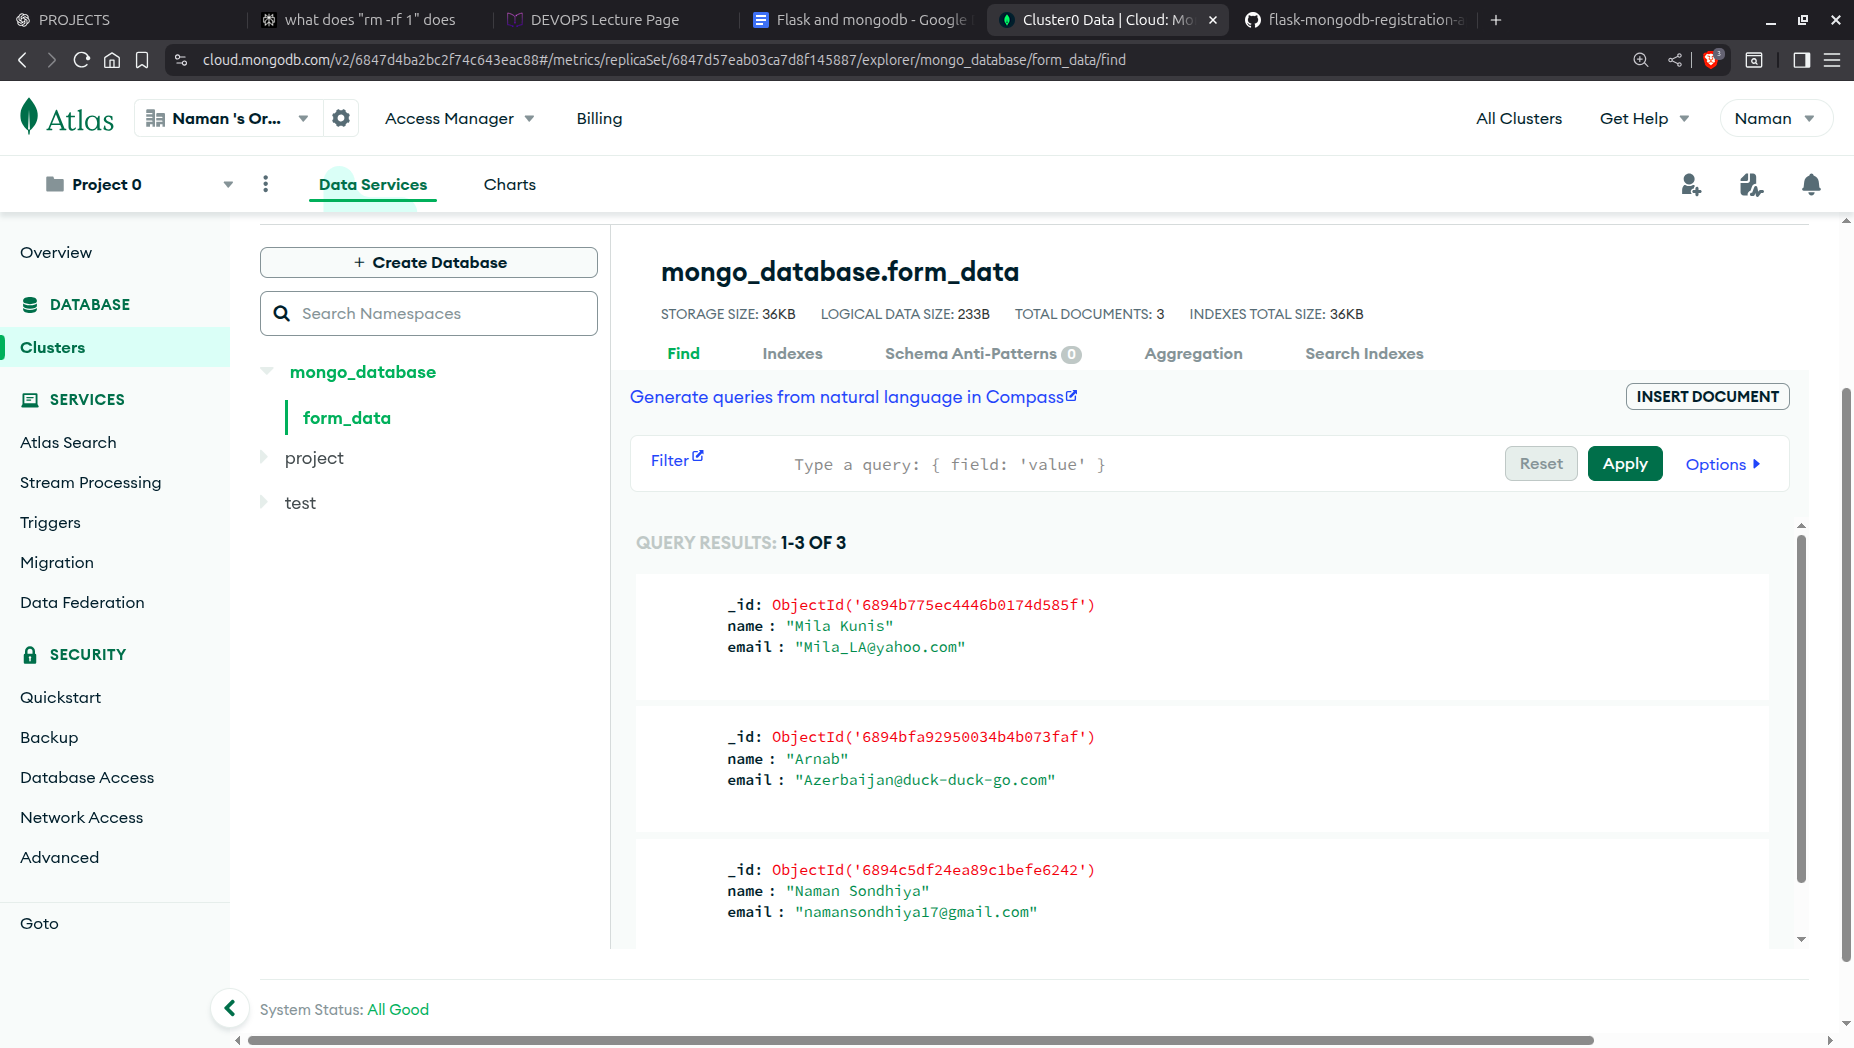 PROJECTS
what does "rm -rf 1" does
DEVOPS Lecture Page
Flask and mongodb - Google
Cluster0 Data | Cloud: Mo
flask-mongodb-registration-a
cloud.mongodb.com/v2/6847d4ba2bc2f74c643eac88#/metrics/replicaSet/6847d57eab03ca7d8f145887/explorer/mongo_database/form_data/find
3
Atlas
Naman 's Or...
Access Manager
Billing
All Clusters
Get Help
Naman
Project 0
Data Services
Charts
Overview
DATABASE
Clusters
SERVICES
Atlas Search
Stream Processing
Triggers
Migration
Data Federation
SECURITY
Quickstart
Backup
Database Access
Network Access
Advanced
Goto
+ Create Database
Search Namespaces
mongo_database
form_data
project
test
mongo_database.form_data
STORAGE SIZE: 36KB LOGICAL DATA SIZE: 233B TOTAL DOCUMENTS: 3 INDEXES TOTAL SIZE: 36KB
Find Indexes Schema Anti-Patterns 0 Aggregation Search Indexes
Generate queries from natural language in Compass
INSERT DOCUMENT
Filter
Type a query: { field: 'value' }
Reset
Apply
Options
QUERY RESULTS: 1-3 OF 3
_id: ObjectId('6894b775ec4446b0174d585f')
name : "Mila Kunis"
email : "Mila_LA@yahoo.com"
_id: ObjectId('6894bfa92950034b4b073faf')
name : "Arnab"
email : "Azerbaijan@duck-duck-go.com"
_id: ObjectId('6894c5df24ea89c1befe6242')
name : "Naman Sondhiya"
email : "namansondhiya17@gmail.com"
System Status: All Good